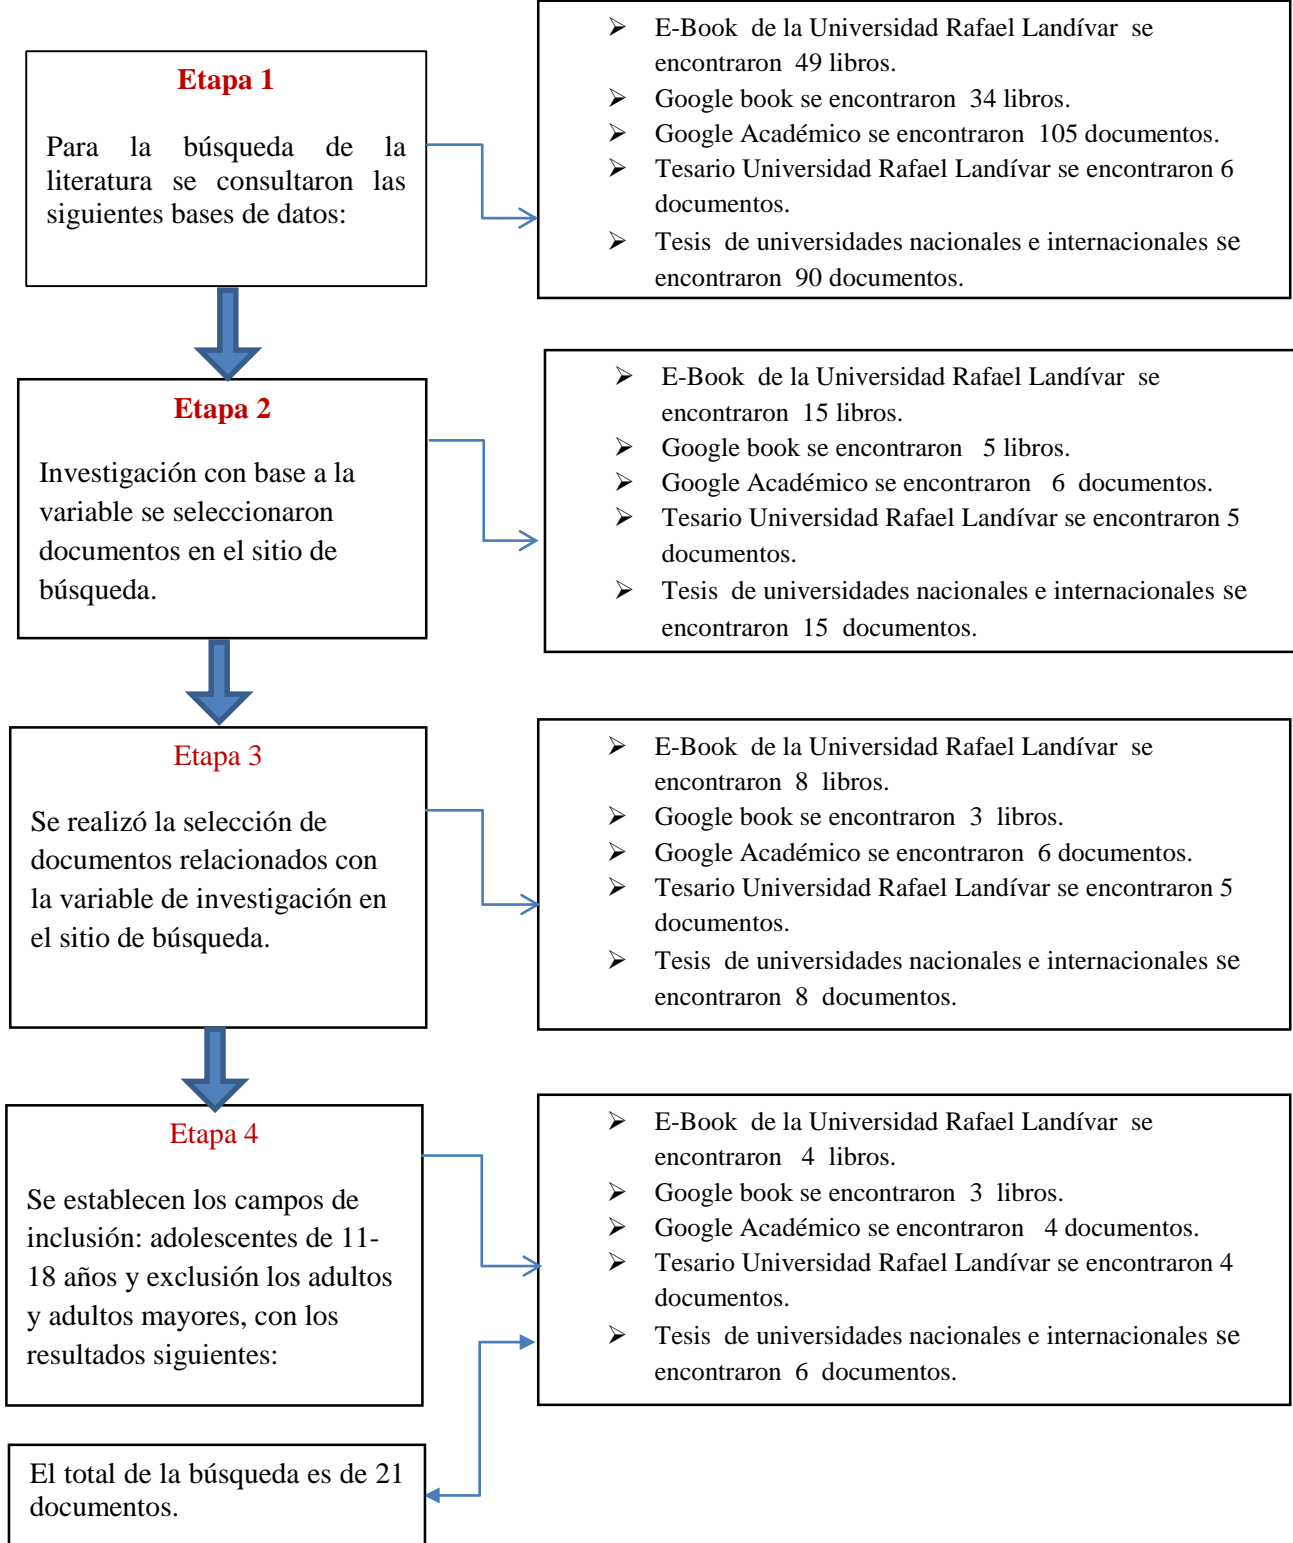 Etapa 1
Para la búsqueda de la
literatura se consultaron las
siguientes bases de datos:
➢ E-Book de la Universidad Rafael Landívar se
encontraron 49 libros.
➢ Google book se encontraron 34 libros.
➢ Google Académico se encontraron 105 documentos.
➢ Tesario Universidad Rafael Landívar se encontraron 6
documentos.
➢ Tesis de universidades nacionales e internacionales se
encontraron 90 documentos.
Etapa 2
Investigación con base a la
variable se seleccionaron
documentos en el sitio de
búsqueda.
➢ E-Book de la Universidad Rafael Landívar se
encontraron 15 libros.
➢ Google book se encontraron 5 libros.
➢ Google Académico se encontraron 6 documentos.
➢ Tesario Universidad Rafael Landívar se encontraron 5
documentos.
➢ Tesis de universidades nacionales e internacionales se
encontraron 15 documentos.
Etapa 3
Se realizó la selección de
documentos relacionados con
la variable de investigación en
el sitio de búsqueda.
➢ E-Book de la Universidad Rafael Landívar se
encontraron 8 libros.
➢ Google book se encontraron 3 libros.
➢ Google Académico se encontraron 6 documentos.
➢ Tesario Universidad Rafael Landívar se encontraron 5
documentos.
➢ Tesis de universidades nacionales e internacionales se
encontraron 8 documentos.
Etapa 4
Se establecen los campos de
inclusión: adolescentes de 11-
18 años y exclusión los adultos
y adultos mayores, con los
resultados siguientes:
➢ E-Book de la Universidad Rafael Landívar se
encontraron 4 libros.
➢ Google book se encontraron 3 libros.
➢ Google Académico se encontraron 4 documentos.
➢ Tesario Universidad Rafael Landívar se encontraron 4
documentos.
➢ Tesis de universidades nacionales e internacionales se
encontraron 6 documentos.
El total de la búsqueda es de 21
documentos.